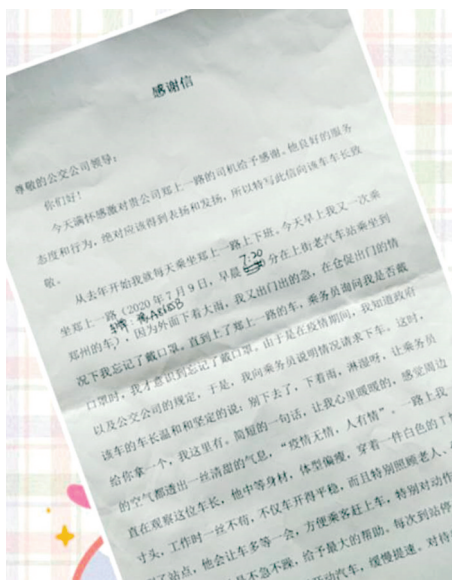 感谢信
尊敬的公交公司领导：
你们好！
今天满怀感激对贵公司郑上一路的司机给予感谢。他良好的服务
态度和行为，绝对应该得到表扬和发扬，所以特写此信向该车车长致
敬。
从去年开始我就每天乘坐郑上一路上下班。今天早上我又一次乘
坐郑上一路（2020年7月9日，早晨7:20分在上街老汽车站乘坐到
郑州的车），因为外面下着大雨，我又出门出的急，在仓促出门的情
况下我忘记了戴口罩，直到上了郑上一路的车，乘务员询问我是否戴
口罩时，我才意识到忘记了戴口罩。由于是在疫情期间，我知道政府
以及公交公司的规定，于是，我向乘务员说明情况请求下车。这时，
该车的车长温和和坚定的说：别下去了，下着雨，淋湿呀，让乘务员
给你拿一个，我这里有。简短的一句话，让我心里暖暖的，感觉周边
的空气都透出一丝清甜的气息，“疫情无情，人有情”。一路上我
直在观察这位车长，他中等身材，体型偏瘦，穿着一件白色的T
寸头，工作时一丝不苟，不仅车开得平稳，而且特别照顾老人、
了站点，他会让车多等一会，方便乘客赶上车，特别对动作
是不急不躁，给予最大的帮助。每次到站停
动汽车，缓慢提速。对待